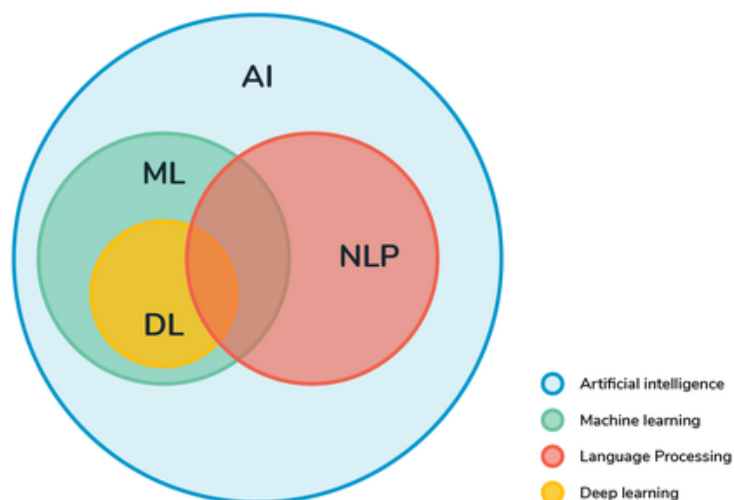 AI
ML
NLP
DL
Artificial intelligence
Machine learning
Language Processing
Deep learning